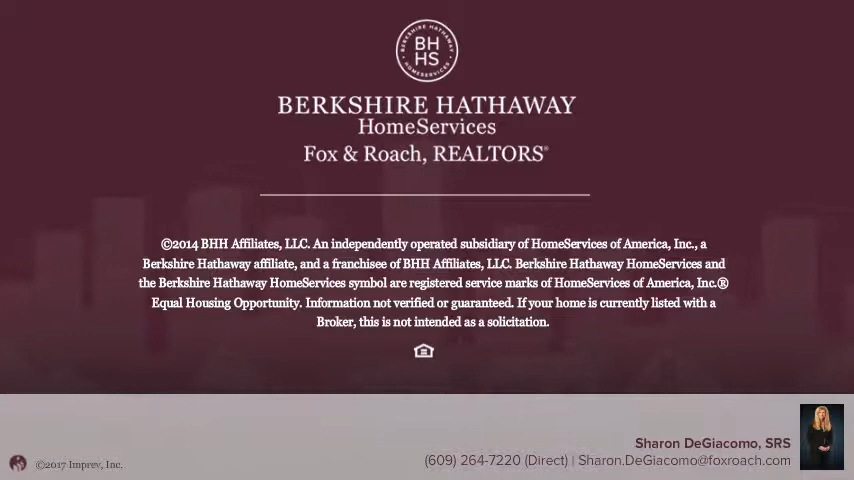 BERKSHIRE HATHAWAY
HOMESERVICES
BH
HS
BERKSHIRE HATHAWAY
HomeServices
Fox & Roach, REALTORS®
©2014 BHH Affiliates, LLC. An independently operated subsidiary of HomeServices of America, Inc., a
Berkshire Hathaway affiliate, and a franchisee of BHH Affiliates, LLC. Berkshire Hathaway HomeServices and
the Berkshire Hathaway HomeServices symbol are registered service marks of HomeServices of America, Inc.®
Equal Housing Opportunity. Information not verified or guaranteed. If your home is currently listed with a
Broker, this is not intended as a solicitation.
Sharon DeGiacomo, SRS
(609) 264-7220 (Direct) | Sharon.DeGiacomo@foxroach.com
©2017 Imprev, Inc.